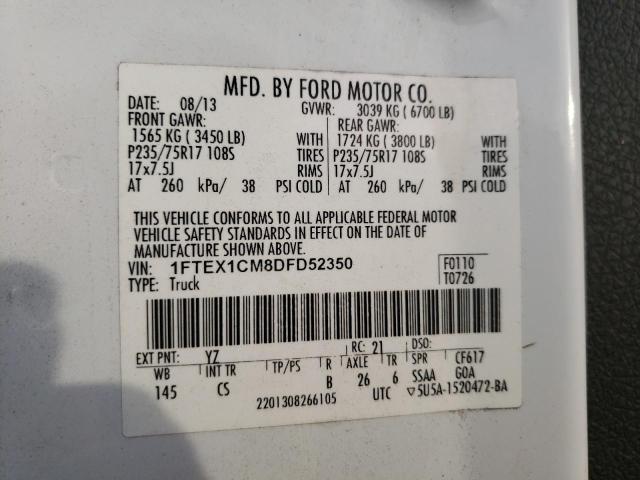 MFD. BY FORD MOTOR CO.
DATE: 08/13 GVWR: 3039 KG (6700 LB)
FRONT GAWR: REAR GAWR:
1565 KG (3450 LB) WITH 1724 KG (3800 LB) WITH
P235/75R17 108S TIRES P235/75R17 108S TIRES
17x7.5J RIMS 17x7.5J RIMS
AT 260 kPa/ 38 PSI COLD AT 260 kPa/ 38 PSI COLD
THIS VEHICLE CONFORMS TO ALL APPLICABLE FEDERAL MOTOR
VEHICLE SAFETY STANDARDS IN EFFECT ON THE DATE OF
MANUFACTURE SHOWN ABOVE.
VIN: 1FTEX1CM8DFD52350 F0110
TYPE: Truck T0726
EXT PNT: YZ RC: 21 DSO:
WB INT TR TP/PS R AXLE TR SPR CF617
145 CS B 26 6 SSAA GOA
2201308266105 UTC ▽5U5A-1520472-BA